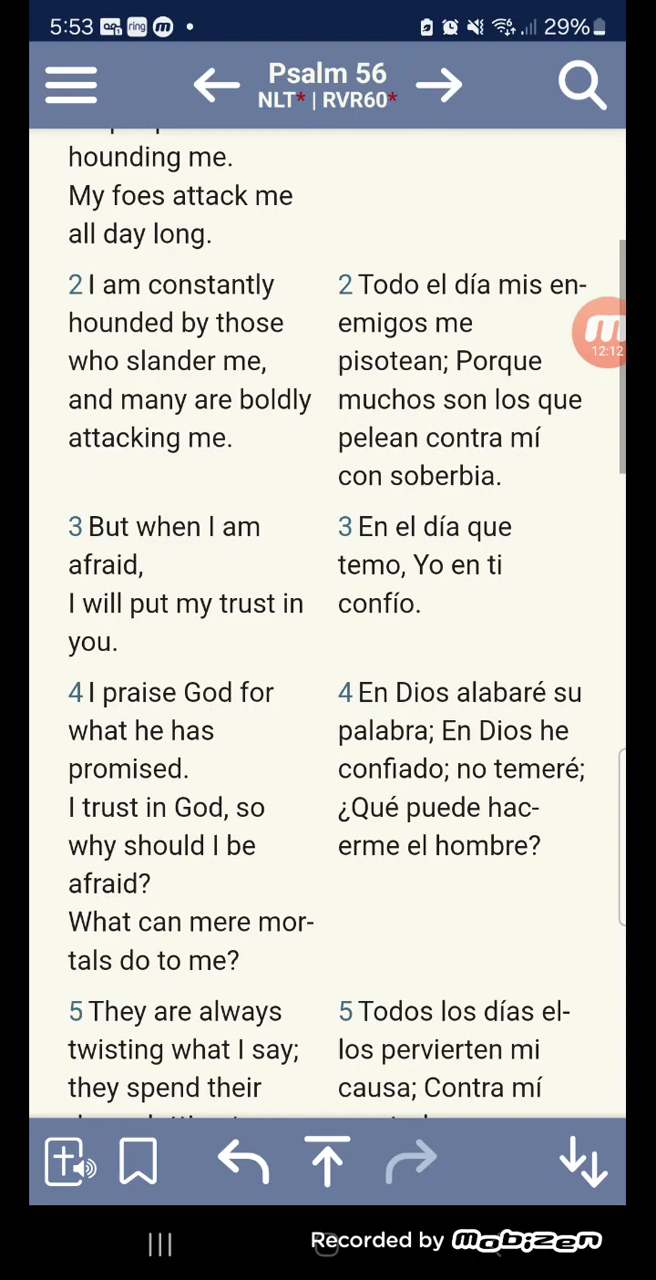 5:53
ring
29%
Psalm 56
NLT* | RVR60*
hounding me.
My foes attack me
all day long.
2 I am constantly
hounded by those
who slander me,
and many are boldly
attacking me.
2 Todo el día mis en-
emigos me
pisotean; Porque
muchos son los que
pelean contra mí
con soberbia.
12:12
3 But when I am
afraid,
I will put my trust in
you.
3 En el día que
temo, Yo en ti
confío.
4 I praise God for
what he has
promised.
I trust in God, so
why should I be
afraid?
What can mere mor-
tals do to me?
4 En Dios alabaré su
palabra; En Dios he
confiado; no temeré;
¿Qué puede hac-
erme el hombre?
5 They are always
twisting what I say;
they spend their
5 Todos los días el-
los pervierten mi
causa; Contra mí
Recorded by mobizen